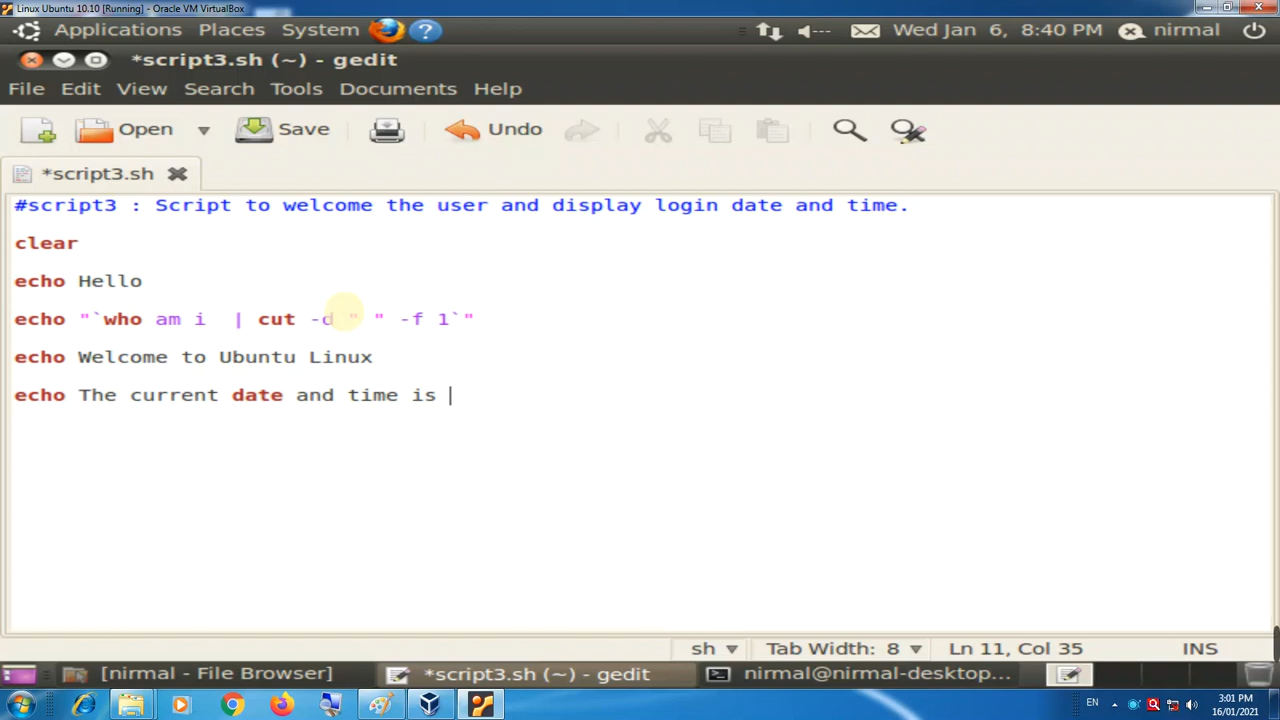 Linux Ubuntu 10.10 [Running] - Oracle VM VirtualBox
Applications Places System ? Wed Jan 6, 8:40 PM nirmal
*script3.sh (~) - gedit
File Edit View Search Tools Documents Help
Open Save Undo
*script3.sh
#script3 : Script to welcome the user and display login date and time.
clear
echo Hello
echo "`who am i  | cut -d " " -f 1`"
echo Welcome to Ubuntu Linux
echo The current date and time is
sh Tab Width: 8 Ln 11, Col 35 INS
[nirmal - File Browser] *script3.sh (~) - gedit nirmal@nirmal-desktop...
EN 3:01 PM
16/01/2021